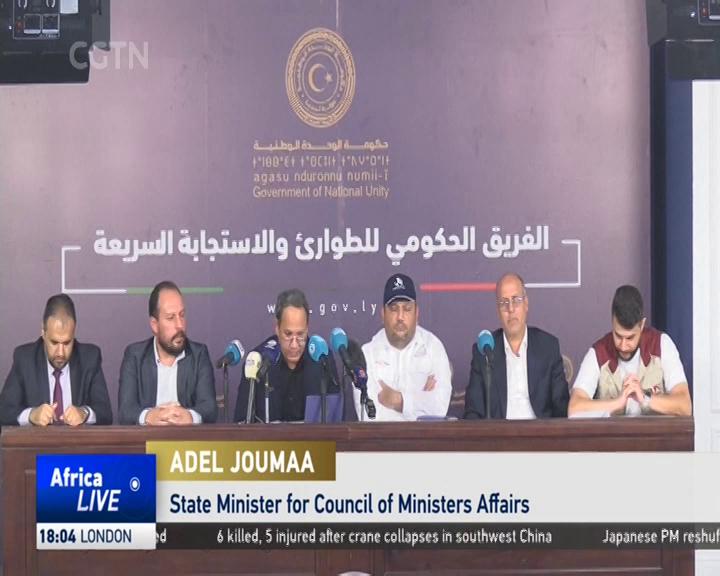 CGTN
حكومة الوحدة الوطنية
agasu nduronnu numii-ī
Government of National Unity
الفريق الحكومي للطوارئ والاستجابة السريعة
.gov.ly
ADEL JOUMAA
Africa
LIVE
State Minister for Council of Ministers Affairs
18:04 LONDON
ed 6 killed, 5 injured after crane collapses in southwest China Japanese PM reshuf